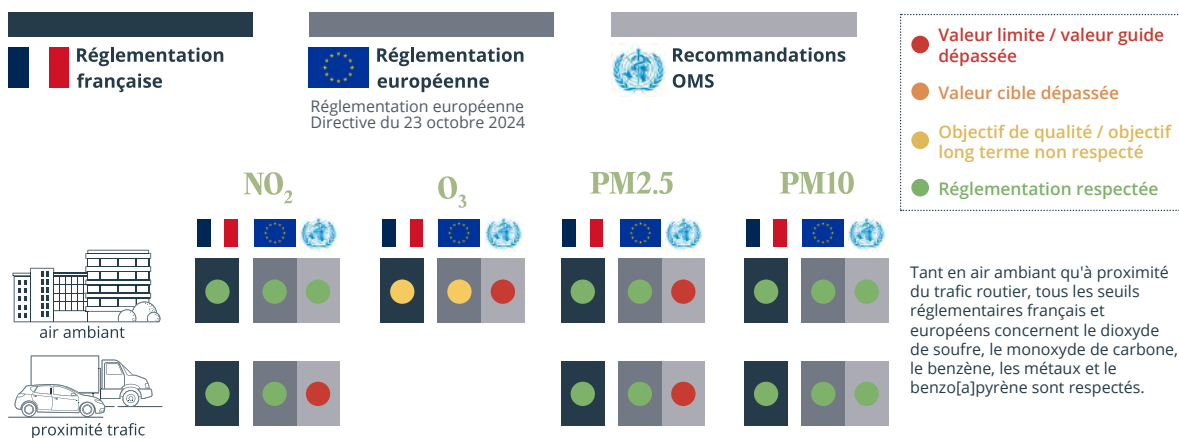 Réglementation
française
Réglementation
européenne
Réglementation européenne
Directive du 23 octobre 2024
Recommandations
OMS
Valeur limite / valeur guide
dépassée
Valeur cible dépassée
Objectif de qualité / objectif
long terme non respecté
Réglementation respectée
NO₂
O₃
PM2.5
PM10
air ambiant
proximité trafic
Tant en air ambiant qu'à proximité
du trafic routier, tous les seuils
réglementaires français et
européens concernent le dioxyde
de soufre, le monoxyde de carbone,
le benzène, les métaux et le
benzo[a]pyrène sont respectés.